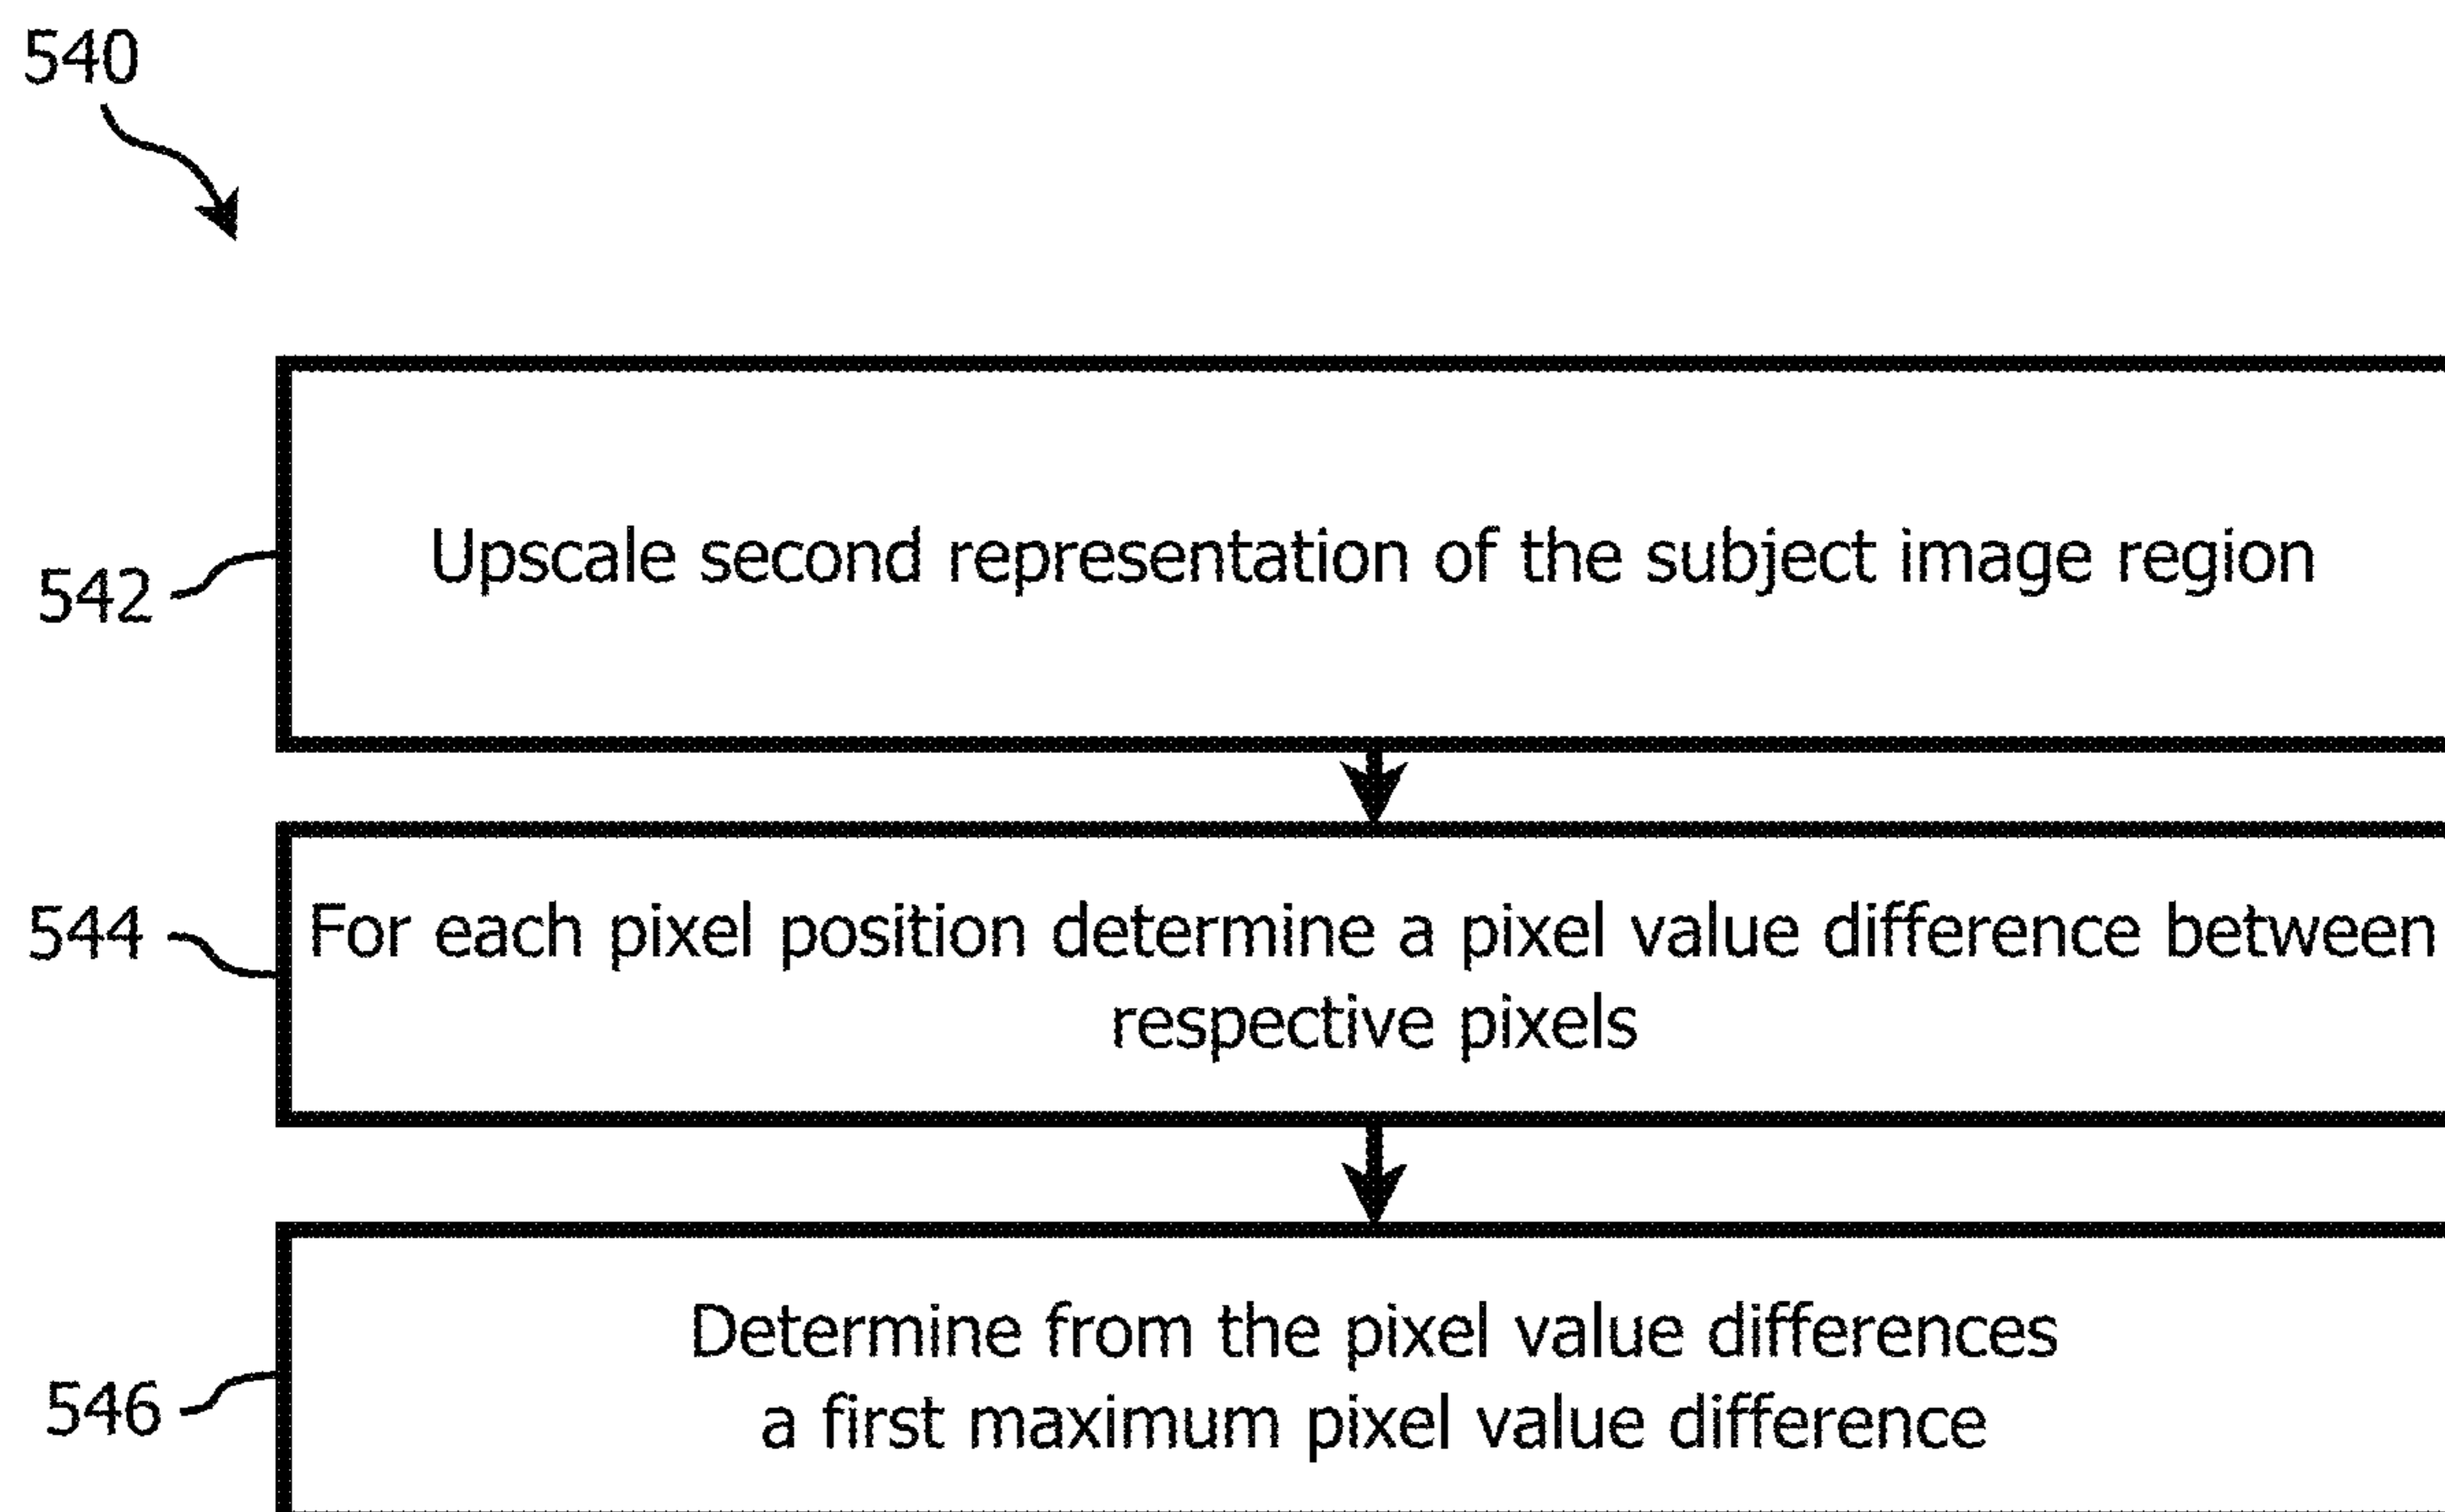 540
542
Upscale second representation of the subject image region
544
For each pixel position determine a pixel value difference between
respective pixels
546
Determine from the pixel value differences
a first maximum pixel value difference